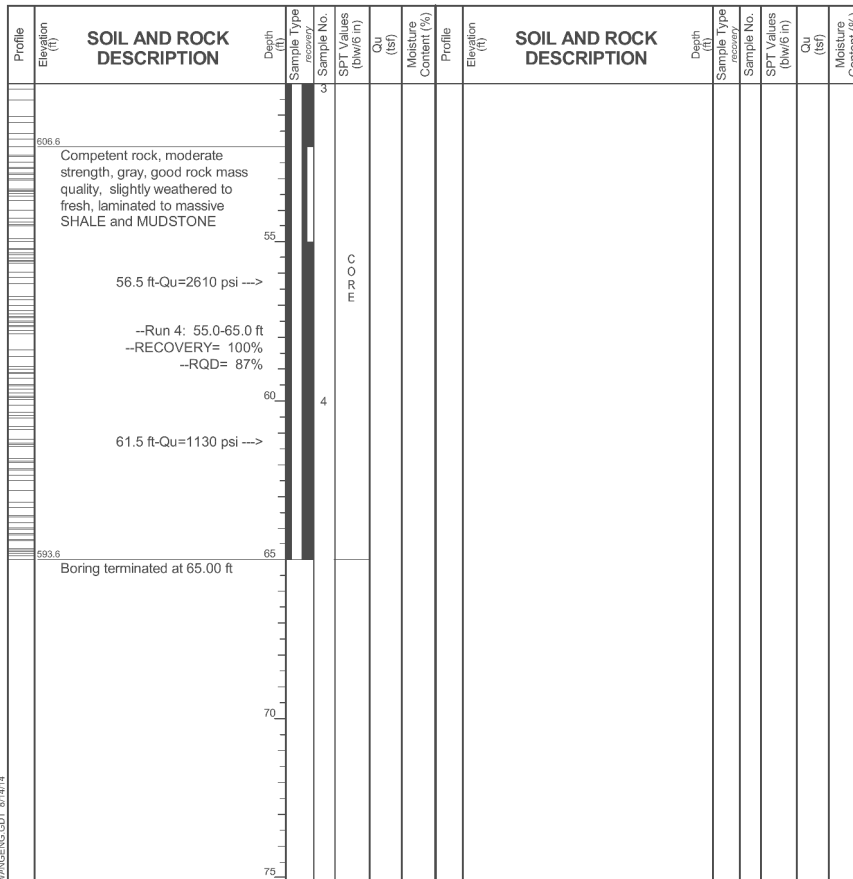 Profile
Elevation
(ft)
SOIL AND ROCK
DESCRIPTION
Depth
(ft)
Sample Type
recovery
Sample No.
SPT Values
(blw/6 in)
Qu
(tsf)
Moisture
Content (%)
Profile
Elevation
(ft)
SOIL AND ROCK
DESCRIPTION
Depth
(ft)
Sample Type
recovery
Sample No.
SPT Values
(blw/6 in)
Qu
(tsf)
Moisture
Content (%)
3
606.6
Competent rock, moderate
strength, gray, good rock mass
quality, slightly weathered to
fresh, laminated to massive
SHALE and MUDSTONE
55
C
O
R
E
56.5 ft-Qu=2610 psi --->
--Run 4: 55.0-65.0 ft
--RECOVERY= 100%
--RQD= 87%
60
4
61.5 ft-Qu=1130 psi --->
593.6
65
Boring terminated at 65.00 ft
70
75
8/14/14